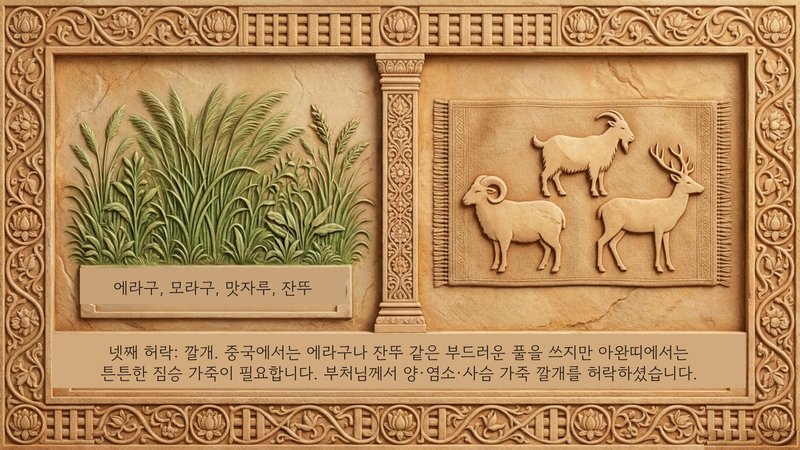 에라구, 모라구, 맛자루, 잔뚜
넷째 허락: 깔개. 중국에서는 에라구나 잔뚜 같은 부드러운 풀을 쓰지만 아완띠에서는
튼튼한 짐승 가죽이 필요합니다. 부처님께서 양·염소·사슴 가죽 깔개를 허락하셨습니다.